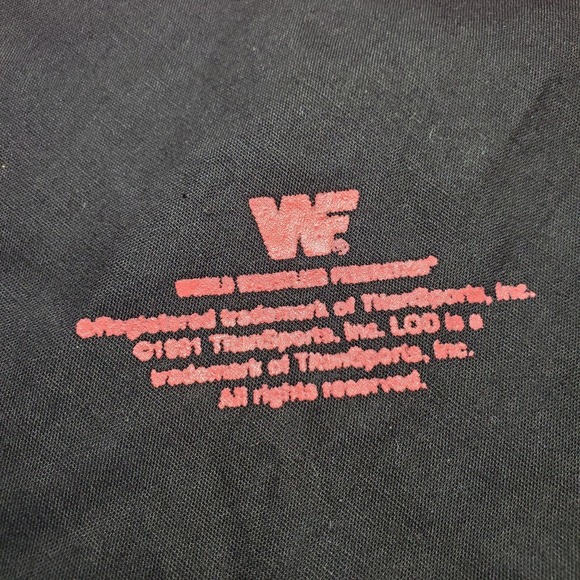 WF®
WORLD WRESTLING FEDERATION®
®Registered trademark of TitanSports, Inc.
©1991 TitanSports, Inc. LOD is a
trademark of TitanSports, Inc.
All rights reserved.